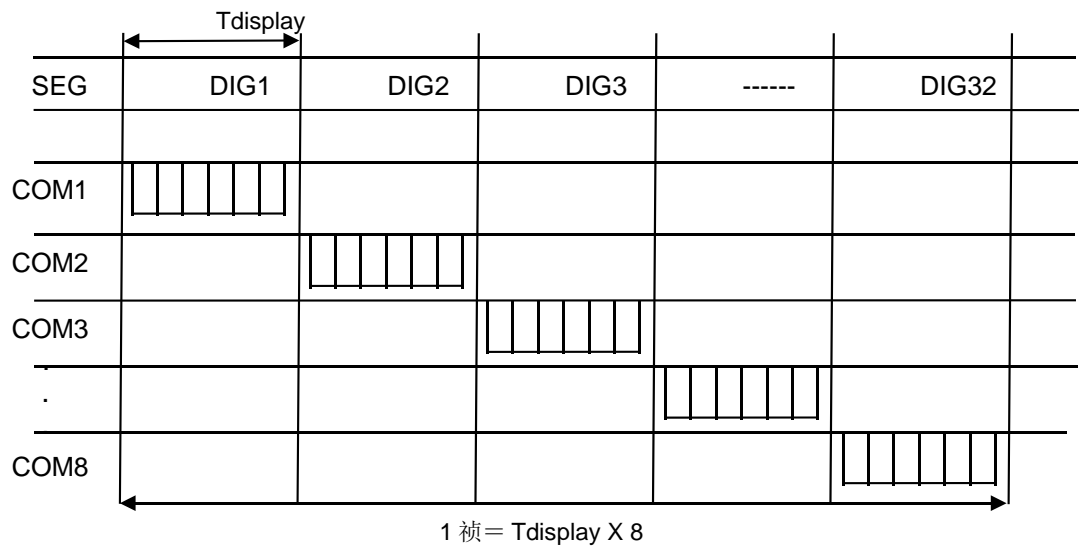 Tdisplay
SEG DIG1 DIG2 DIG3 ------ DIG32
COM1
COM2
COM3
.
.
COM8
1 祯＝ Tdisplay X 8